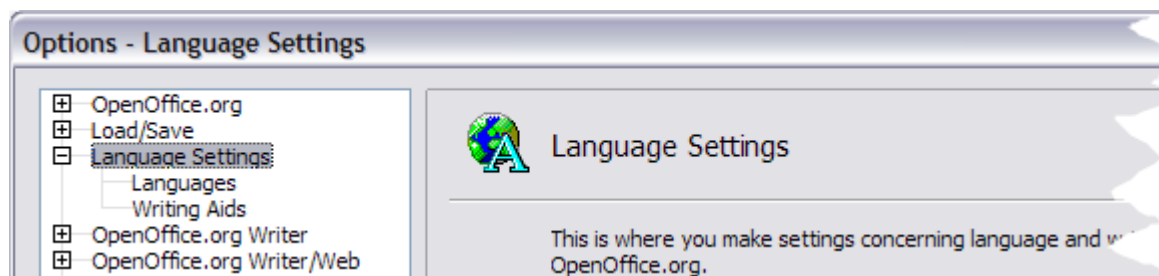 Options - Language Settings
OpenOffice.org
Load/Save
Language Settings
Languages
Writing Aids
OpenOffice.org Writer
OpenOffice.org Writer/Web
Language Settings
This is where you make settings concerning language and
OpenOffice.org.